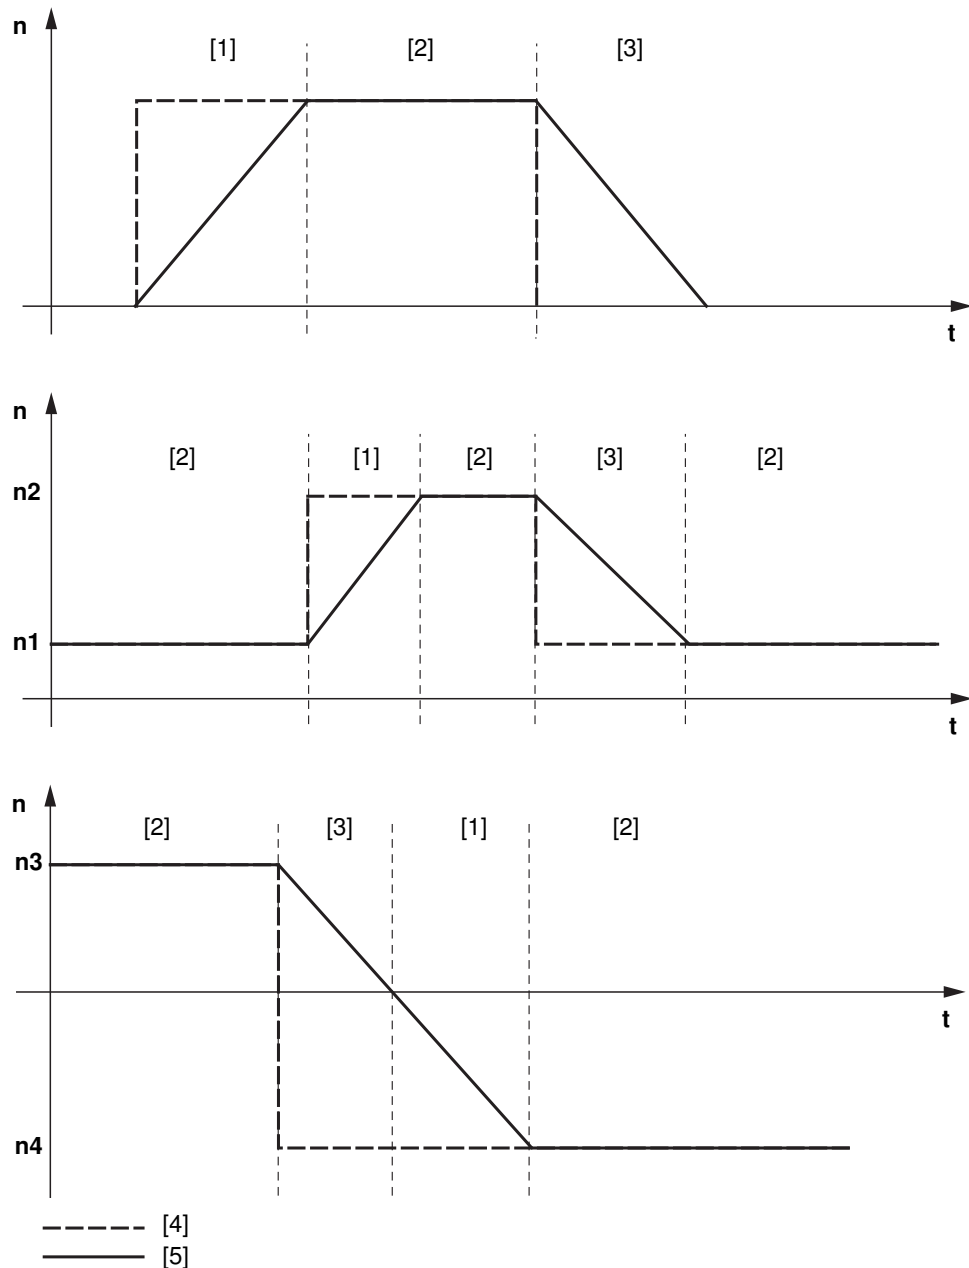 n
[1] [2] [3]
t
n
[2] [1] [2] [3] [2]
n2
n1
t
n
[2] [3] [1] [2]
n3
t
n4
[4]
[5]